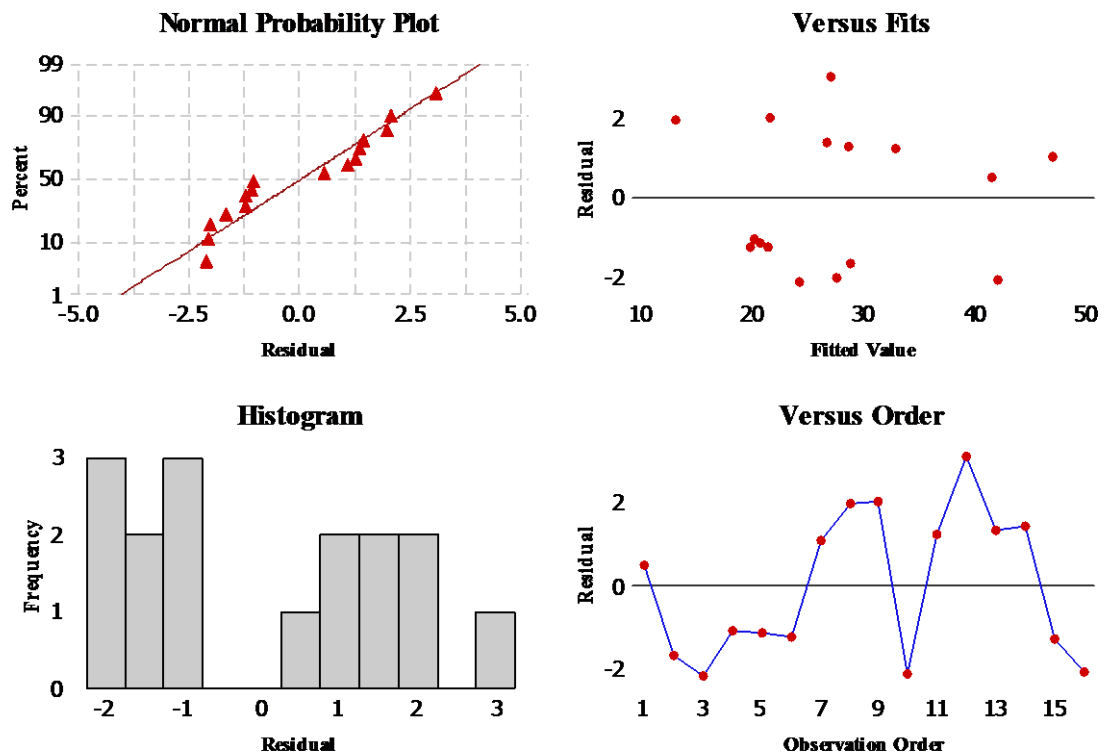 Normal Probability Plot
99
90
50
10
1
Percent
-5.0 -2.5 0.0 2.5 5.0
Residual
Versus Fits
2
0
-2
Residual
10 20 30 40 50
Fitted Value
Histogram
3
2
1
0
Frequency
-2 -1 0 1 2 3
Residual
Versus Order
2
0
-2
Residual
1 3 5 7 9 11 13 15
Observation Order